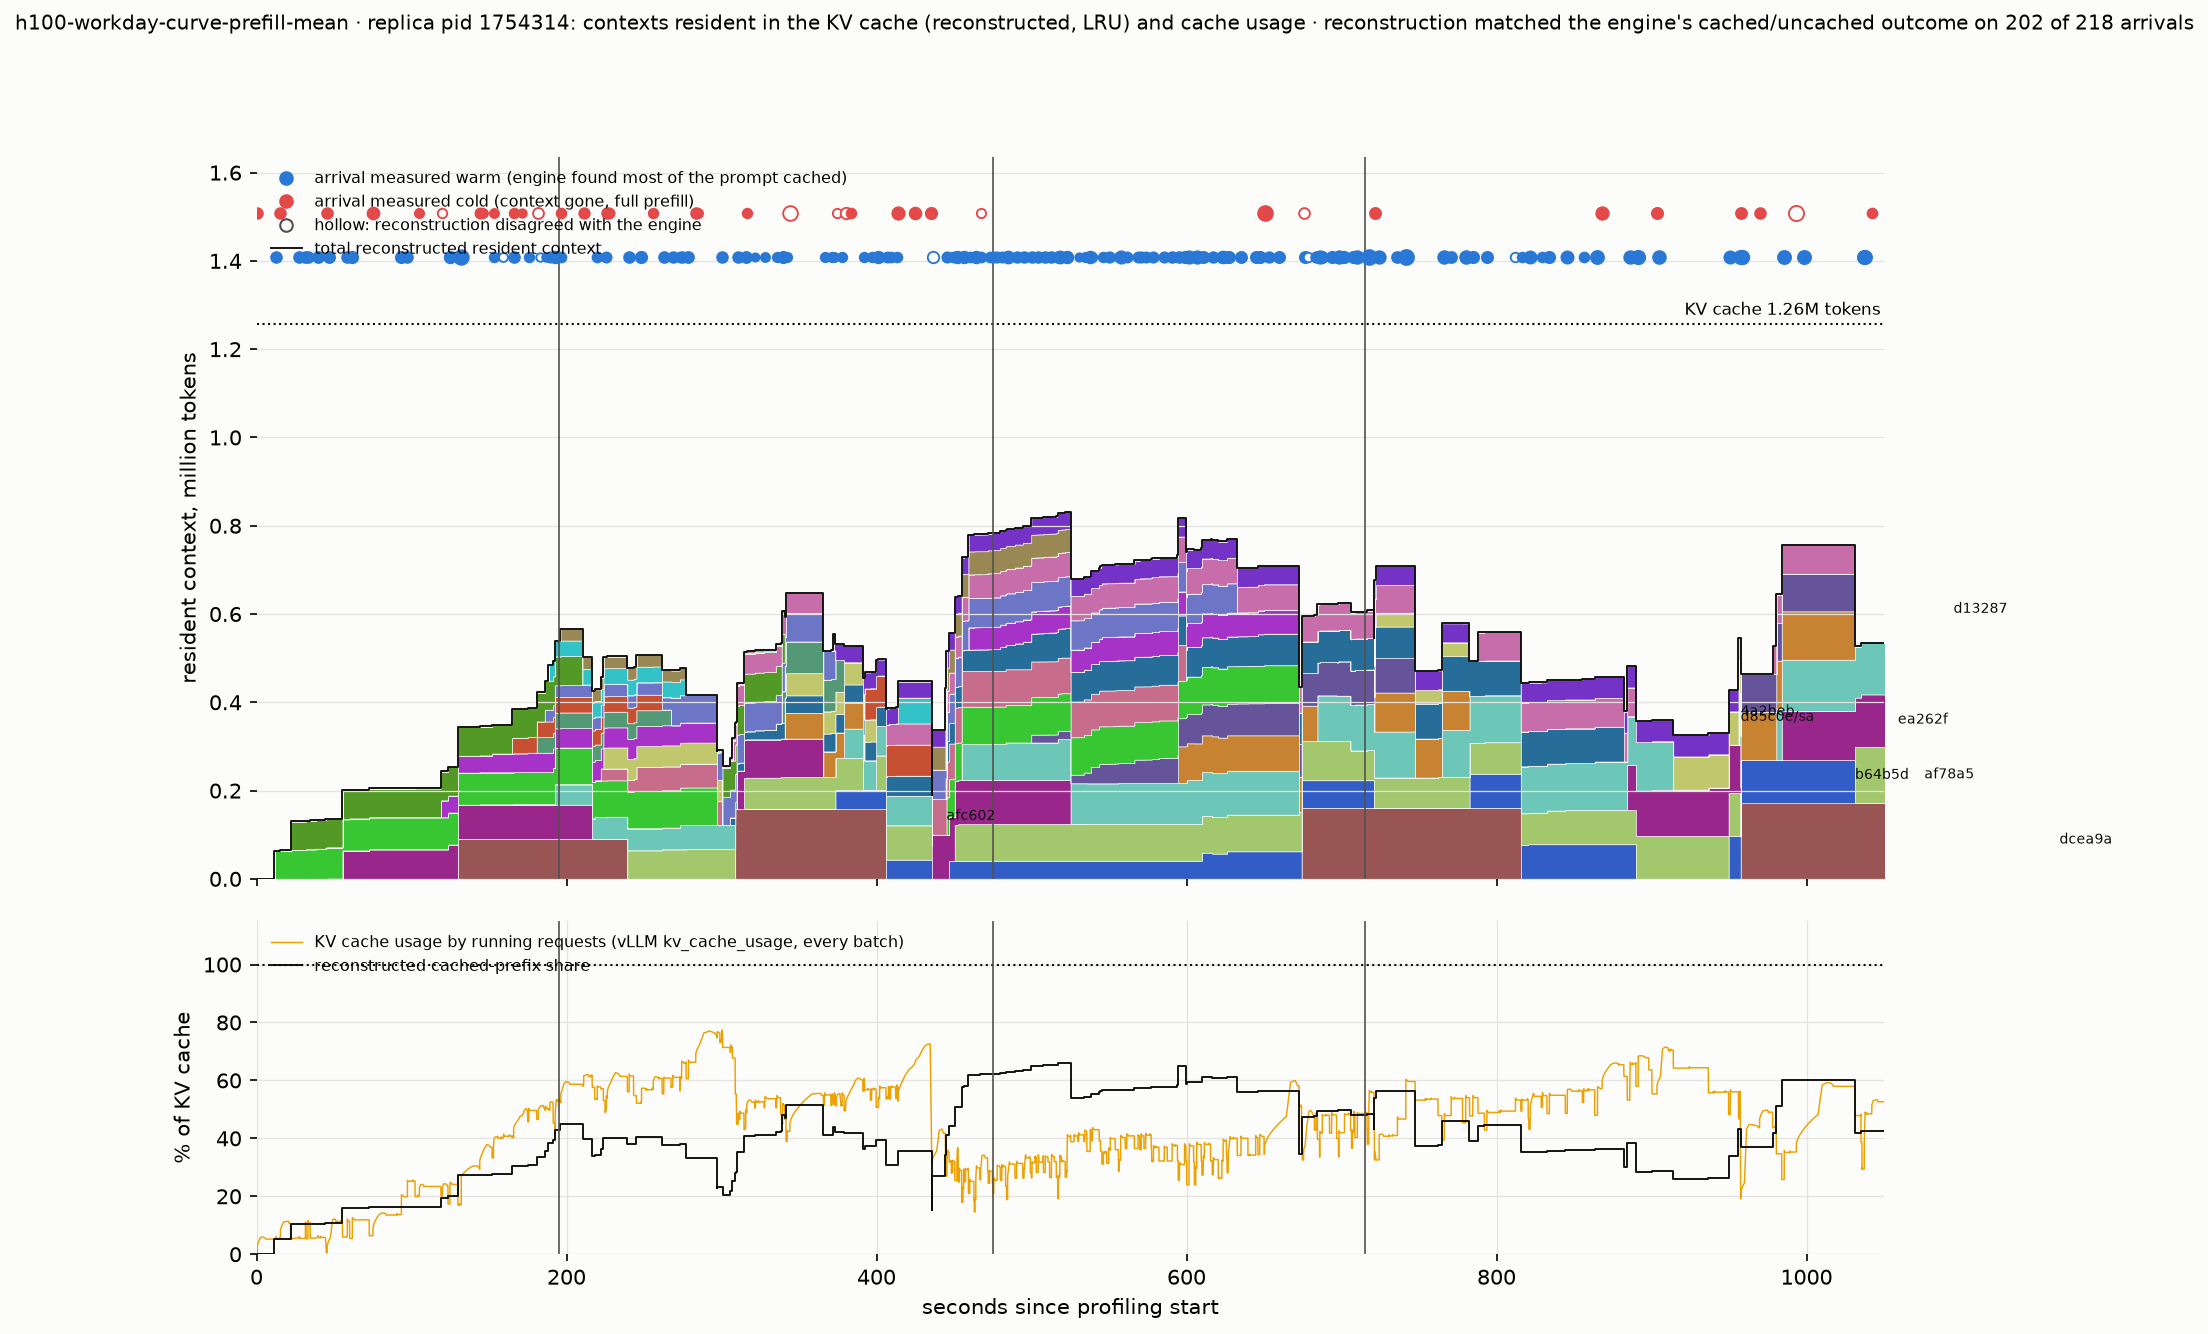 h100-workday-curve-prefill-mean · replica pid 1754314: contexts resident in the KV cache (reconstructed, LRU) and cache usage · reconstruction matched the engine's cached/uncached outcome on 202 of 218 arrivals
arrival measured warm (engine found most of the prompt cached)
arrival measured cold (context gone, full prefill)
hollow: reconstruction disagreed with the engine
total reconstructed resident context
KV cache 1.26M tokens
resident context, million tokens
1.6
1.4
1.2
1.0
0.8
0.6
0.4
0.2
0.0
d13287
4a2beb
d85c0e/sa
ea262f
b64b5d
af78a5
afc602
dcea9a
KV cache usage by running requests (vLLM kv_cache_usage, every batch)
reconstructed cached-prefix share
% of KV cache
100
80
60
40
20
0
0
200
400
600
800
1000
seconds since profiling start